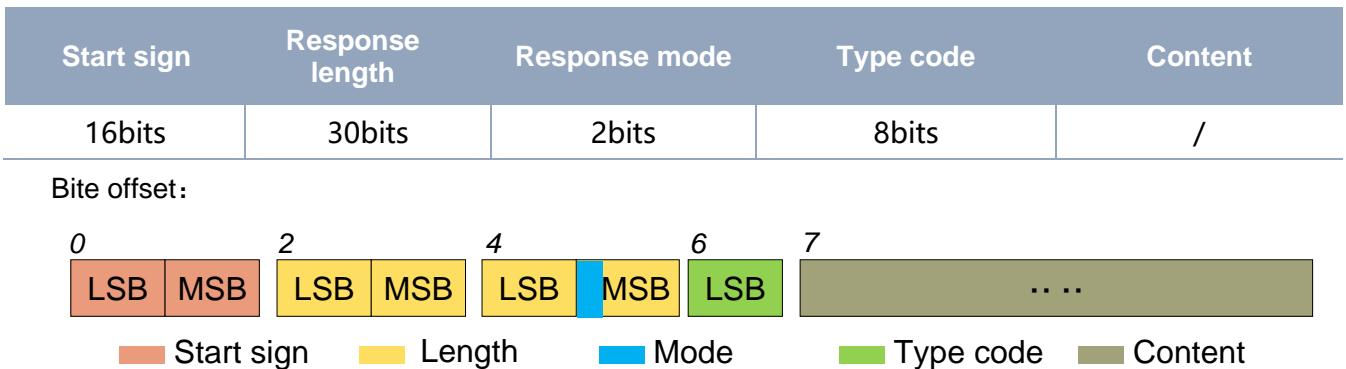 Start sign Response length Response mode Type code Content
16bits 30bits 2bits 8bits /
Bite offset：
0 2 4 6 7
LSB MSB LSB MSB LSB MSB LSB .. ..
Start sign Length Mode Type code Content